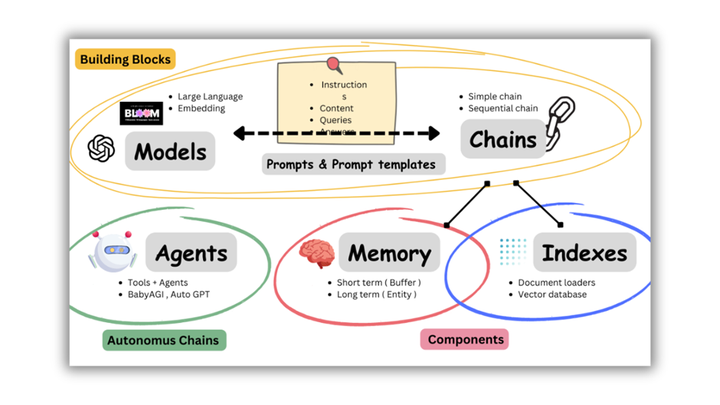 Building Blocks
Large Language
Embedding
BLOOM
Models
Instruction
s
Content
Queries
Answers
Prompts & Prompt templates
Simple chain
Sequential chain
Chains
Agents
Tools + Agents
BabyAGI , Auto GPT
Autonomus Chains
Memory
Short term ( Buffer )
Long term ( Entity )
Indexes
Document loaders
Vector database
Components